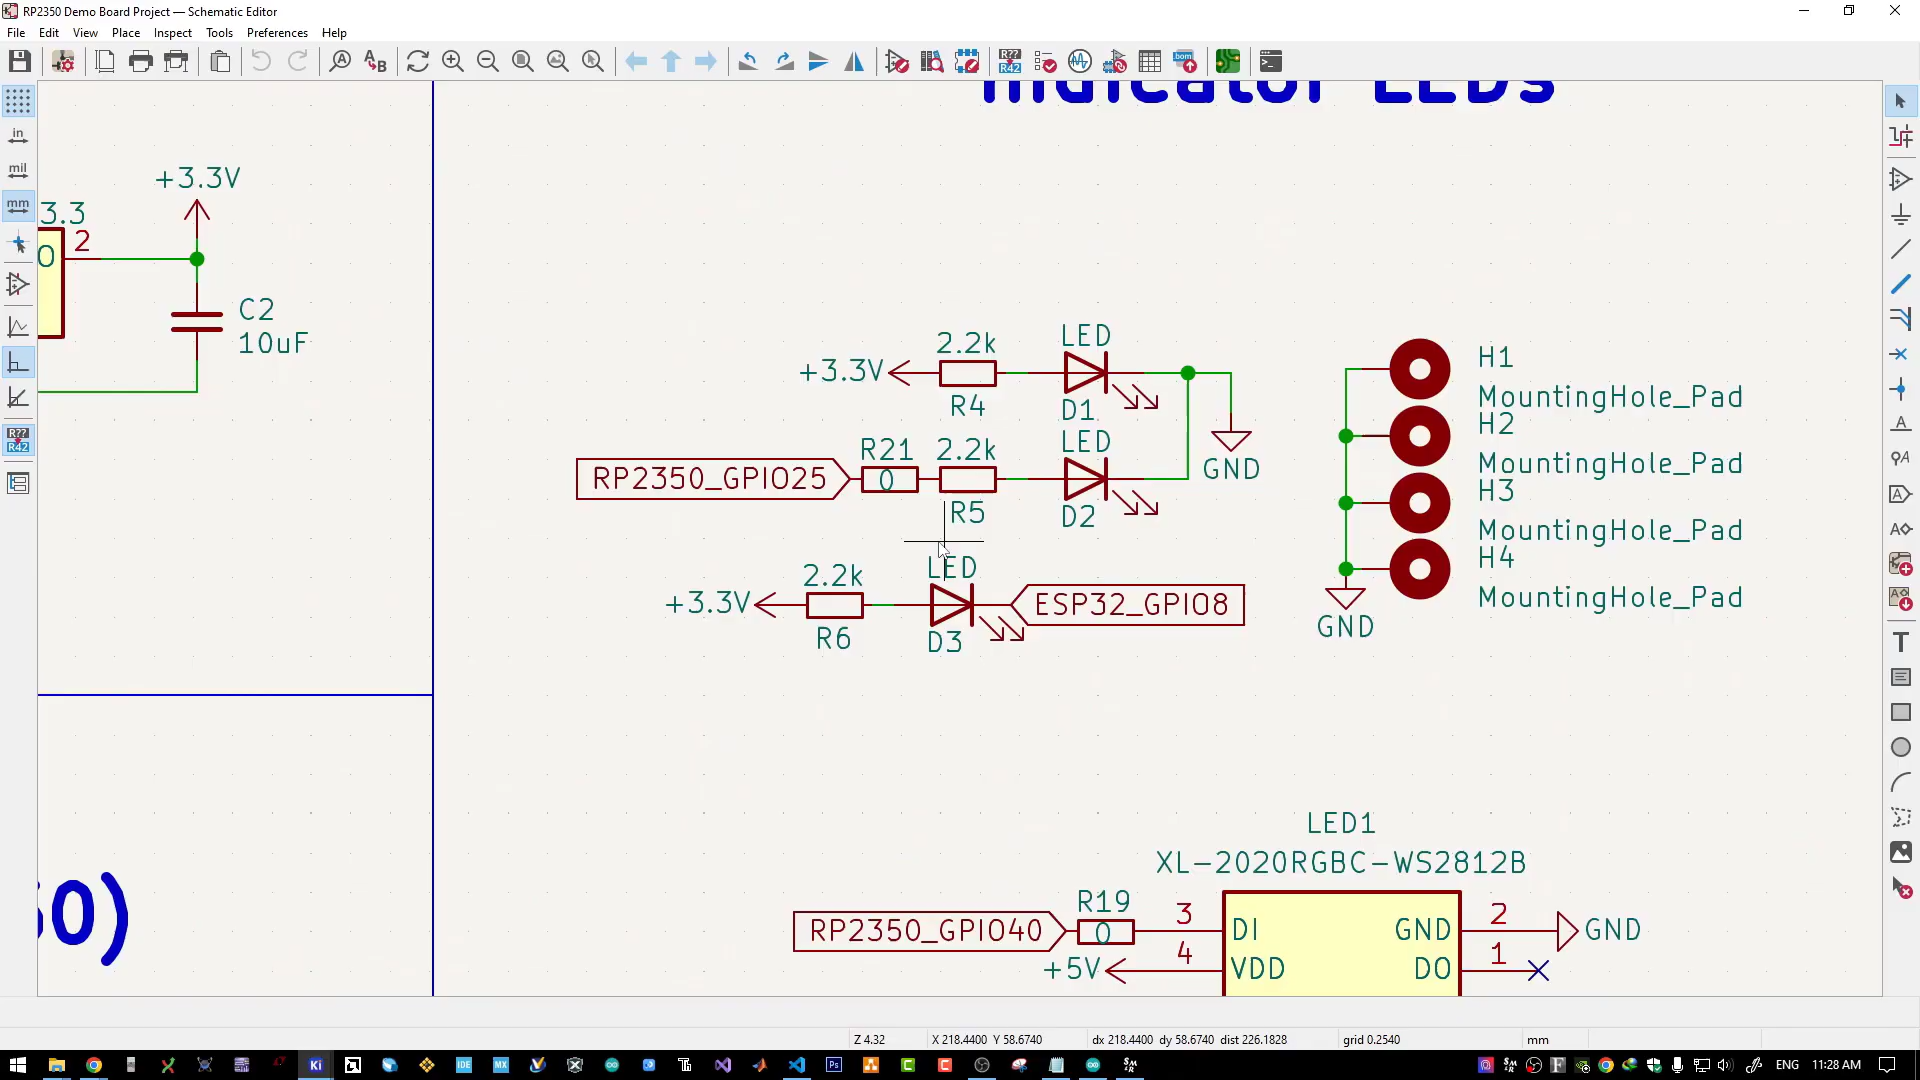 RP2350 Demo Board Project — Schematic Editor
File Edit View Place Inspect Tools Preferences Help
Indicator LEDs
in
mil
mm
+3.3V
3.3
2
O
C2
10uF
2.2k
LED
+3.3V
R4
D1
GND
R21
2.2k
LED
RP2350_GPIO25
0
R5
D2
2.2k
LED
+3.3V
ESP32_GPIO8
R6
D3
H1
MountingHole_Pad
H2
MountingHole_Pad
H3
MountingHole_Pad
H4
MountingHole_Pad
GND
LED1
XL-2020RGBC-WS2812B
R19
RP2350_GPIO40
0
3
DI
GND
2
GND
+5V
4
VDD
DO
1
0)
Z 4.32
X 218.4400 Y 58.6740
dx 218.4400 dy 58.6740 dist 226.1828
grid 0.2540
mm
ENG
11:28 AM